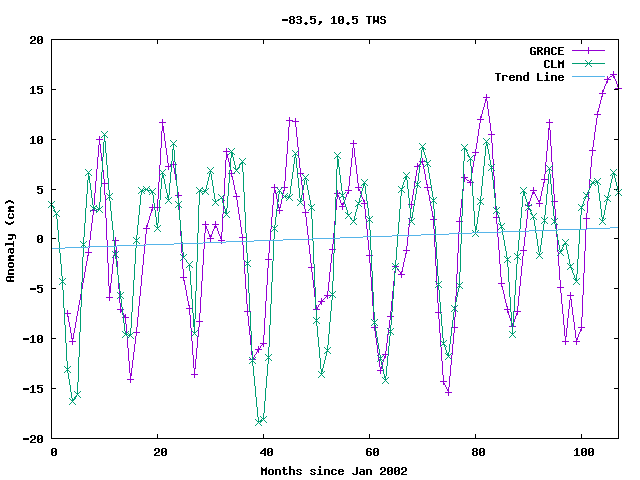 -83.5, 10.5 TWS
GRACE
CLM
Trend Line
20
15
10
5
0
-5
-10
-15
-20
Anomaly (cm)
0 20 40 60 80 100
Months since Jan 2002